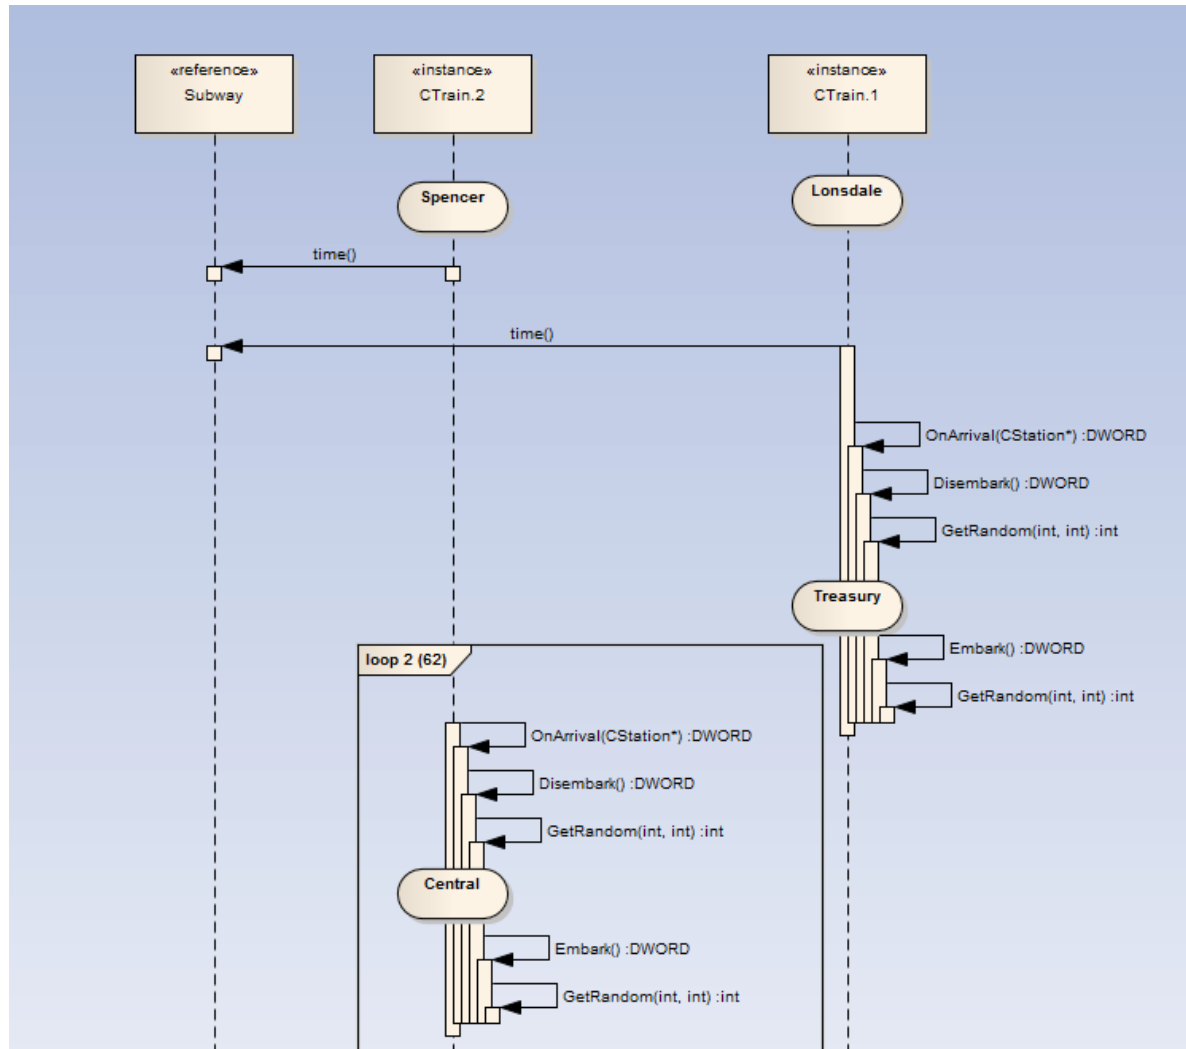 «reference»
Subway
«instance»
CTrain.2
«instance»
CTrain.1
Spencer
Lonsdale
time()
time()
OnArrival(CStation*) :DWORD
Disembark() :DWORD
GetRandom(int, int) :int
Treasury
Embark() :DWORD
GetRandom(int, int) :int
loop 2 (62)
OnArrival(CStation*) :DWORD
Disembark() :DWORD
GetRandom(int, int) :int
Central
Embark() :DWORD
GetRandom(int, int) :int